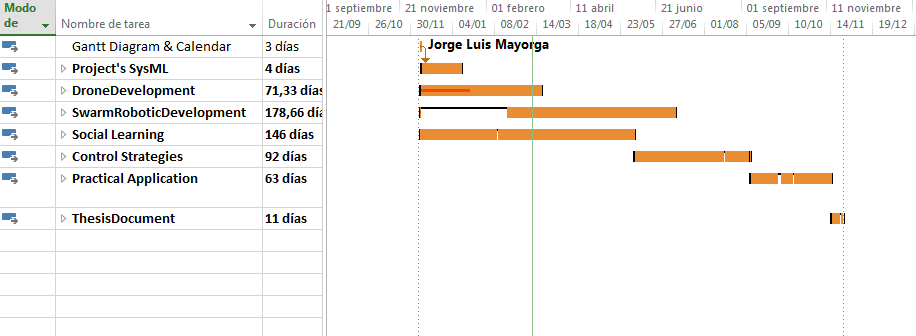 Modo de
Nombre de tarea
Duración
1 septiembre
21 noviembre
01 febrero
11 abril
21 junio
01 septiembre
11 noviembre
21/09 26/10 30/11 04/01 08/02 14/03 18/04 23/05 27/06 01/08 05/09 10/10 14/11 19/12
Gantt Diagram & Calendar 3 días
Jorge Luis Mayorga
Project's SysML 4 días
DroneDevelopment 71,33 días
SwarmRoboticDevelopment 178,66 días
Social Learning 146 días
Control Strategies 92 días
Practical Application 63 días
ThesisDocument 11 días